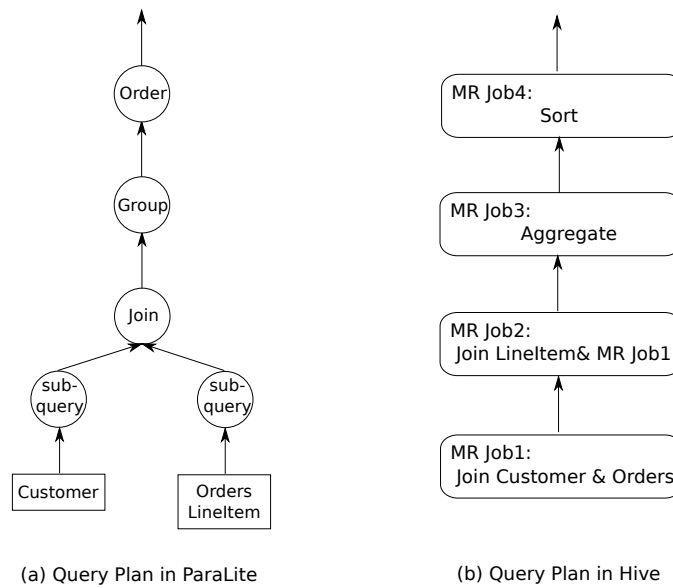 Order
Group
Join
sub-
query
sub-
query
Customer
Orders
LineItem
(a) Query Plan in ParaLite
MR Job4:
Sort
MR Job3:
Aggregate
MR Job2:
Join LineItem& MR Job1
MR Job1:
Join Customer & Orders
(b) Query Plan in Hive